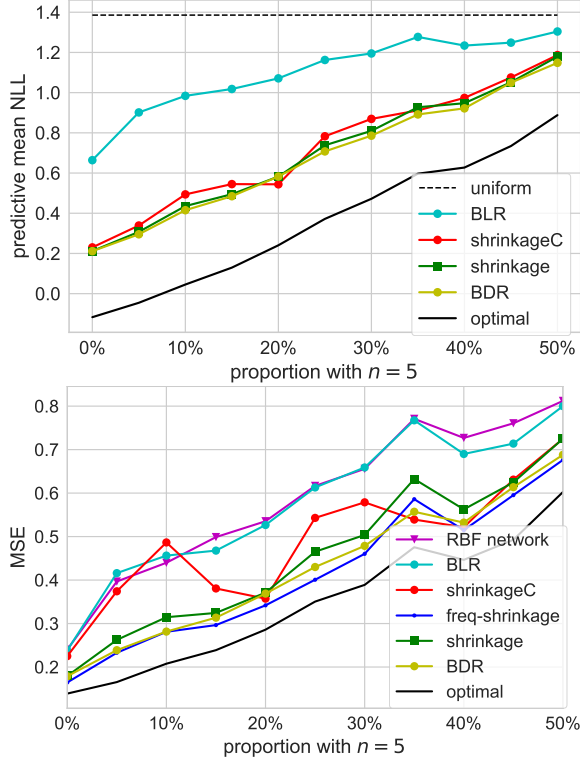 1.4
1.2
1.0
0.8
0.6
0.4
0.2
0.0
predictive mean NLL
uniform
BLR
shrinkageC
shrinkage
BDR
optimal
0% 10% 20% 30% 40% 50%
proportion with n = 5
0.8
0.7
0.6
0.5
0.4
0.3
0.2
MSE
RBF network
BLR
shrinkageC
freq-shrinkage
shrinkage
BDR
optimal
0% 10% 20% 30% 40% 50%
proportion with n = 5